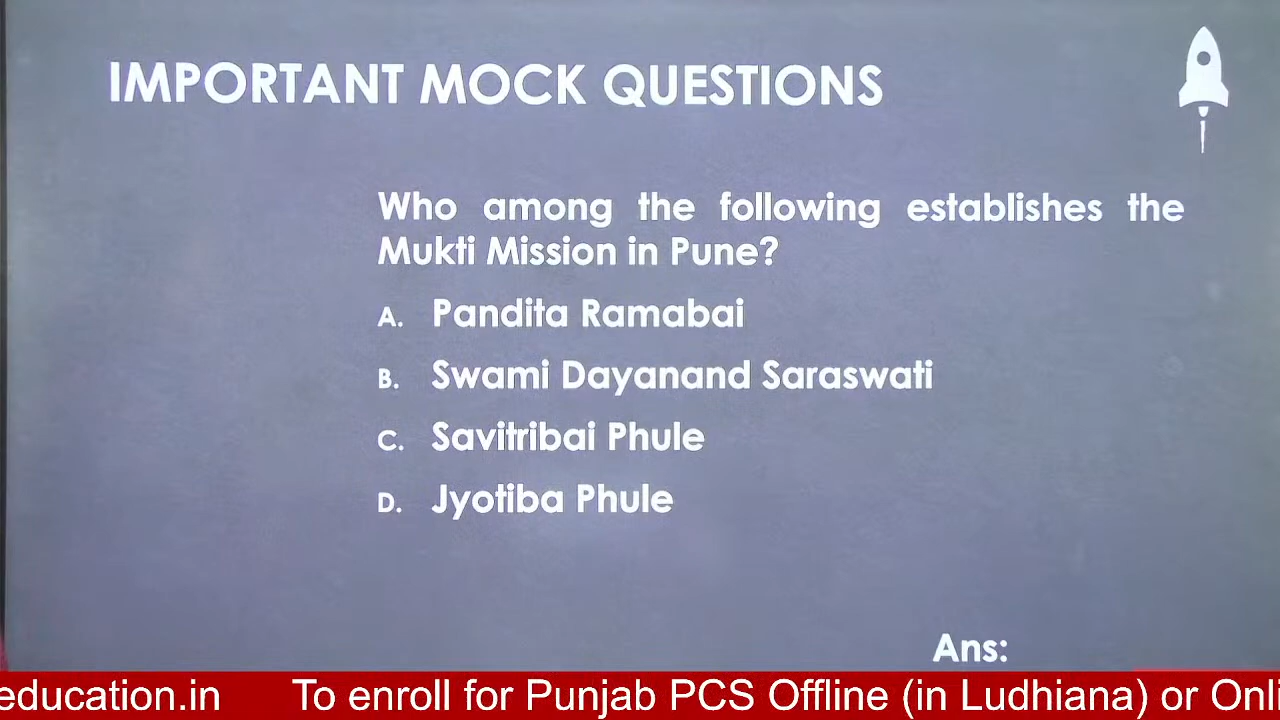 IMPORTANT MOCK QUESTIONS
Who among the following establishes the
Mukti Mission in Pune?
A. Pandita Ramabai
B. Swami Dayanand Saraswati
C. Savitribai Phule
D. Jyotiba Phule
Ans:
education.in To enroll for Punjab PCS Offline (in Ludhiana) or Onli